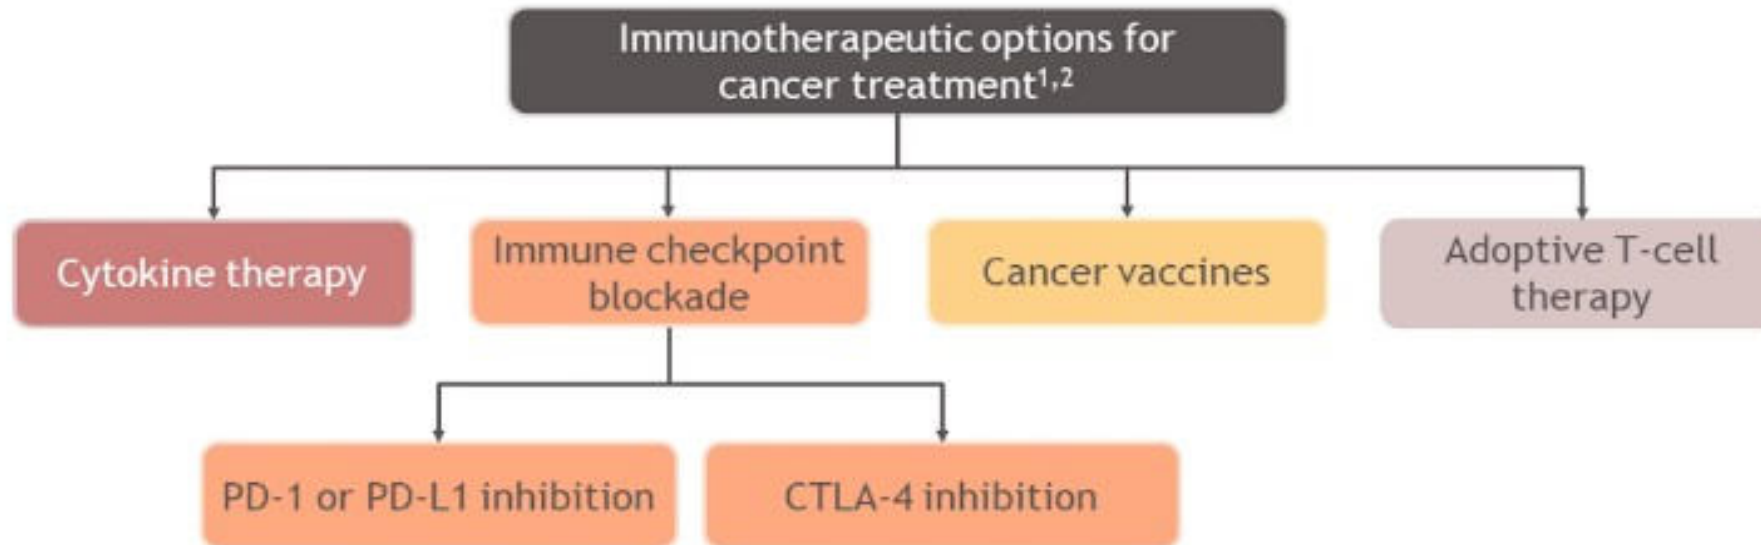 Immunotherapeutic options for
cancer treatment¹,²
Cytokine therapy
Immune checkpoint
blockade
Cancer vaccines
Adoptive T-cell
therapy
PD-1 or PD-L1 inhibition
CTLA-4 inhibition